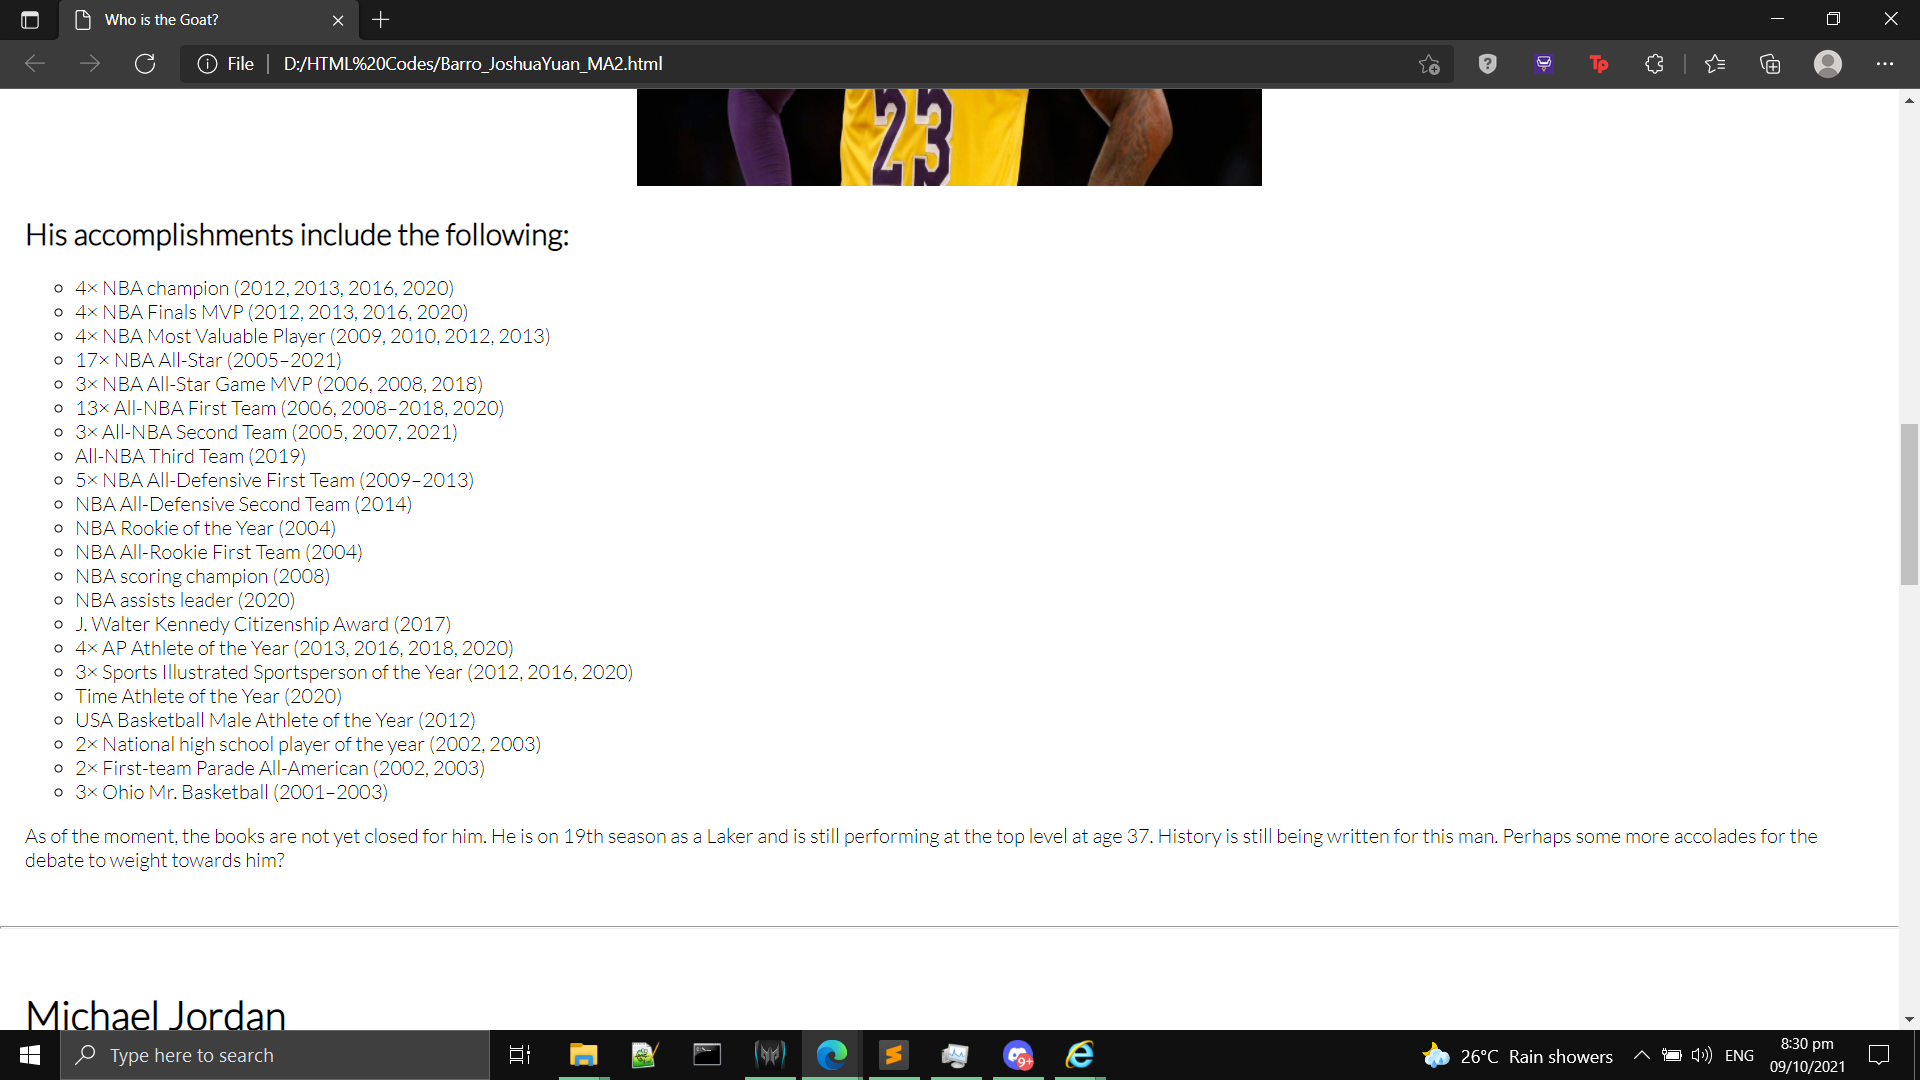 Who is the Goat?
File
D:/HTML%20Codes/Barro_JoshuaYuan_MA2.html
Tp
23
His accomplishments include the following:
4× NBA champion (2012, 2013, 2016, 2020)
4× NBA Finals MVP (2012, 2013, 2016, 2020)
4× NBA Most Valuable Player (2009, 2010, 2012, 2013)
17× NBA All-Star (2005–2021)
3× NBA All-Star Game MVP (2006, 2008, 2018)
13× All-NBA First Team (2006, 2008–2018, 2020)
3× All-NBA Second Team (2005, 2007, 2021)
All-NBA Third Team (2019)
5× NBA All-Defensive First Team (2009–2013)
NBA All-Defensive Second Team (2014)
NBA Rookie of the Year (2004)
NBA All-Rookie First Team (2004)
NBA scoring champion (2008)
NBA assists leader (2020)
J. Walter Kennedy Citizenship Award (2017)
4× AP Athlete of the Year (2013, 2016, 2018, 2020)
3× Sports Illustrated Sportsperson of the Year (2012, 2016, 2020)
Time Athlete of the Year (2020)
USA Basketball Male Athlete of the Year (2012)
2× National high school player of the year (2002, 2003)
2× First-team Parade All-American (2002, 2003)
3× Ohio Mr. Basketball (2001–2003)
As of the moment, the books are not yet closed for him. He is on 19th season as a Laker and is still performing at the top level at age 37. History is still being written for this man. Perhaps some more accolades for the
debate to weight towards him?
Michael Jordan
Type here to search
9+
26°C Rain showers
ENG
8:30 pm
09/10/2021